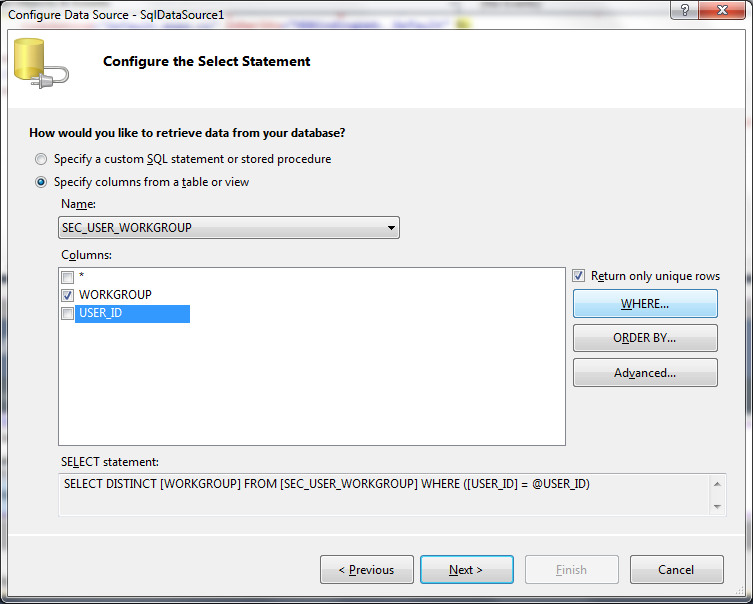 Configure Data Source - SqlDataSource1
?
Configure the Select Statement
How would you like to retrieve data from your database?
Specify a custom SQL statement or stored procedure
Specify columns from a table or view
Name:
SEC_USER_WORKGROUP
Columns:
*
Return only unique rows
WORKGROUP
WHERE...
USER_ID
ORDER BY...
Advanced...
SELECT statement:
SELECT DISTINCT [WORKGROUP] FROM [SEC_USER_WORKGROUP] WHERE ([USER_ID] = @USER_ID)
< Previous
Next >
Finish
Cancel